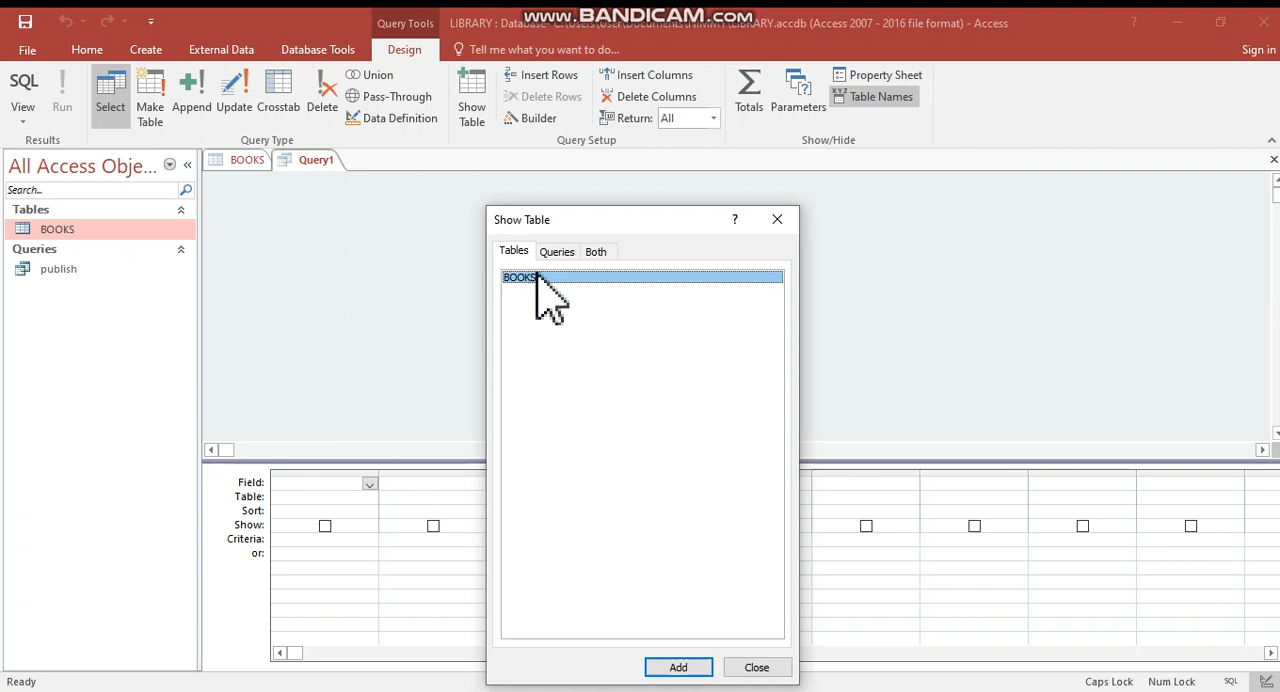 Query Tools
LIBRARY : Database- C:\Users\User\Documents\NIMMY\LIBRARY.accdb (Access 2007 - 2016 file format) - Access
www.BANDICAM.com
?
File Home Create External Data Database Tools Design Tell me what you want to do... Sign in
SQL
View
Run
Select
Make
Table
Append
Update
Crosstab
Delete
Union
Pass-Through
Data Definition
Show
Table
Insert Rows
Delete Rows
Builder
Insert Columns
Delete Columns
Return: All
Totals
Parameters
Property Sheet
XYZ Table Names
Results
Query Type
Query Setup
Show/Hide
All Access Obje...
Search...
Tables
BOOKS
Queries
publish
BOOKS
Query1
Show Table
?
Tables Queries Both
BOOKS
Add
Close
Field:
Table:
Sort:
Show:
Criteria:
or:
Ready
Caps Lock Num Lock SQL